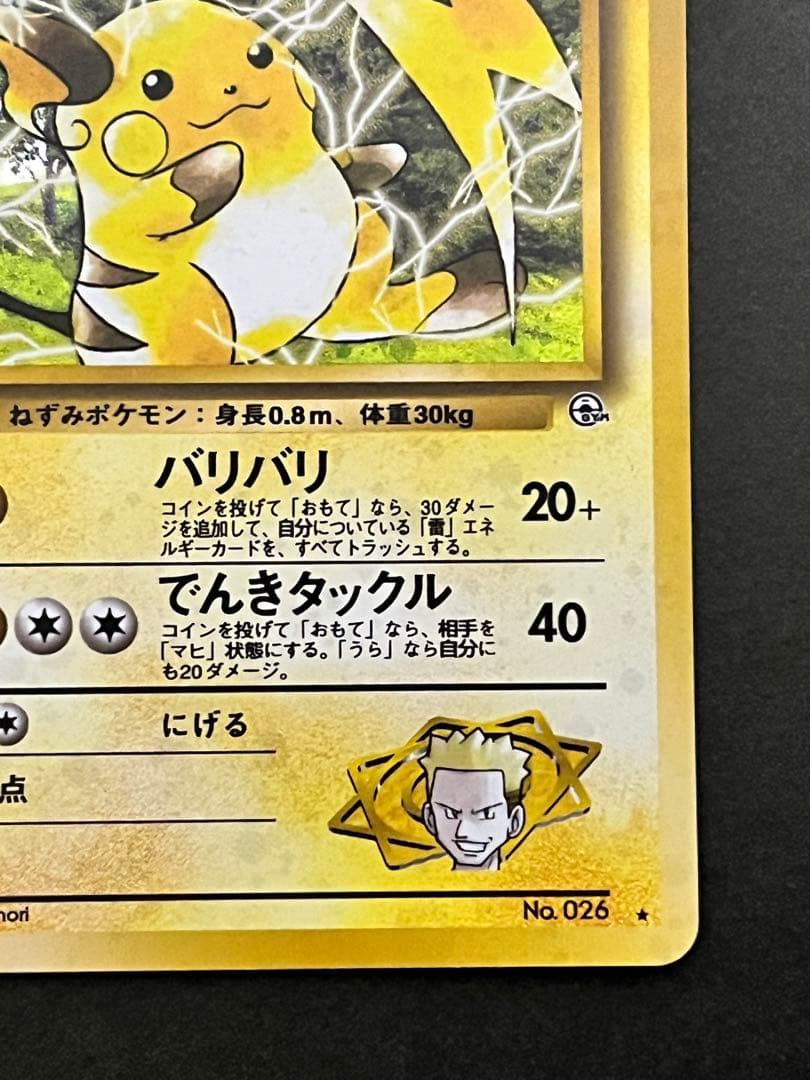 ねずみポケモン：身長0.8m、体重30kg
GYM
バリバリ
コインを投げて「おもて」なら、30ダメー
ジを追加して、自分についている「雷」エネ
ルギーカードを、すべてトラッシュする。
20+
でんきタックル
コインを投げて「おもて」なら、相手を
「マヒ」状態にする。「うら」なら自分に
も20ダメージ。
40
にげる
点
No. 026 ★